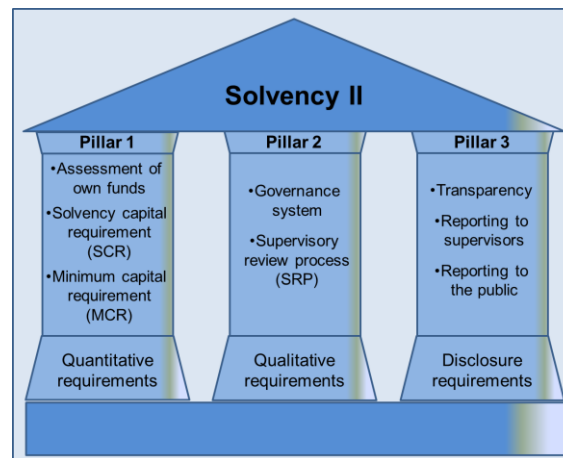 Solvency II
Pillar 1
•Assessment of
own funds
•Solvency capital
requirement
(SCR)
•Minimum capital
requirement
(MCR)
Quantitative
requirements
Pillar 2
•Governance
system
•Supervisory
review process
(SRP)
Qualitative
requirements
Pillar 3
•Transparency
•Reporting to
supervisors
•Reporting to
the public
Disclosure
requirements